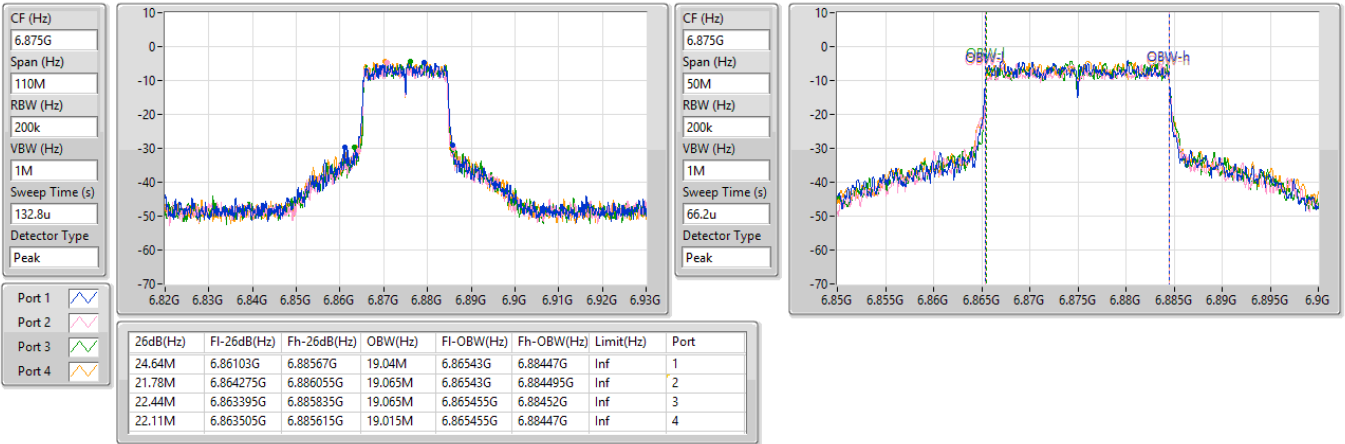 CF (Hz)
6.875G
Span (Hz)
110M
RBW (Hz)
200k
VBW (Hz)
1M
Sweep Time (s)
132.8u
Detector Type
Peak
10-
0-
-10-
-20-
-30-
-40-
-50-
-60-
-70-
6.82G 6.83G 6.84G 6.85G 6.86G 6.87G 6.88G 6.89G 6.9G 6.91G 6.92G 6.93G
CF (Hz)
6.875G
Span (Hz)
50M
RBW (Hz)
200k
VBW (Hz)
1M
Sweep Time (s)
66.2u
Detector Type
Peak
10-
0-
-10-
-20-
-30-
-40-
-50-
-60-
-70-
OBW-l OBW-h
6.85G 6.855G 6.86G 6.865G 6.87G 6.875G 6.88G 6.885G 6.89G 6.895G 6.9G
Port 1
Port 2
Port 3
Port 4
26dB(Hz) Fl-26dB(Hz) Fh-26dB(Hz) OBW(Hz) Fl-OBW(Hz) Fh-OBW(Hz) Limit(Hz) Port
24.64M 6.86103G 6.88567G 19.04M 6.86543G 6.88447G Inf 1
21.78M 6.864275G 6.886055G 19.065M 6.86543G 6.884495G Inf 2
22.44M 6.863395G 6.885835G 19.065M 6.865455G 6.88452G Inf 3
22.11M 6.863505G 6.885615G 19.015M 6.865455G 6.88447G Inf 4